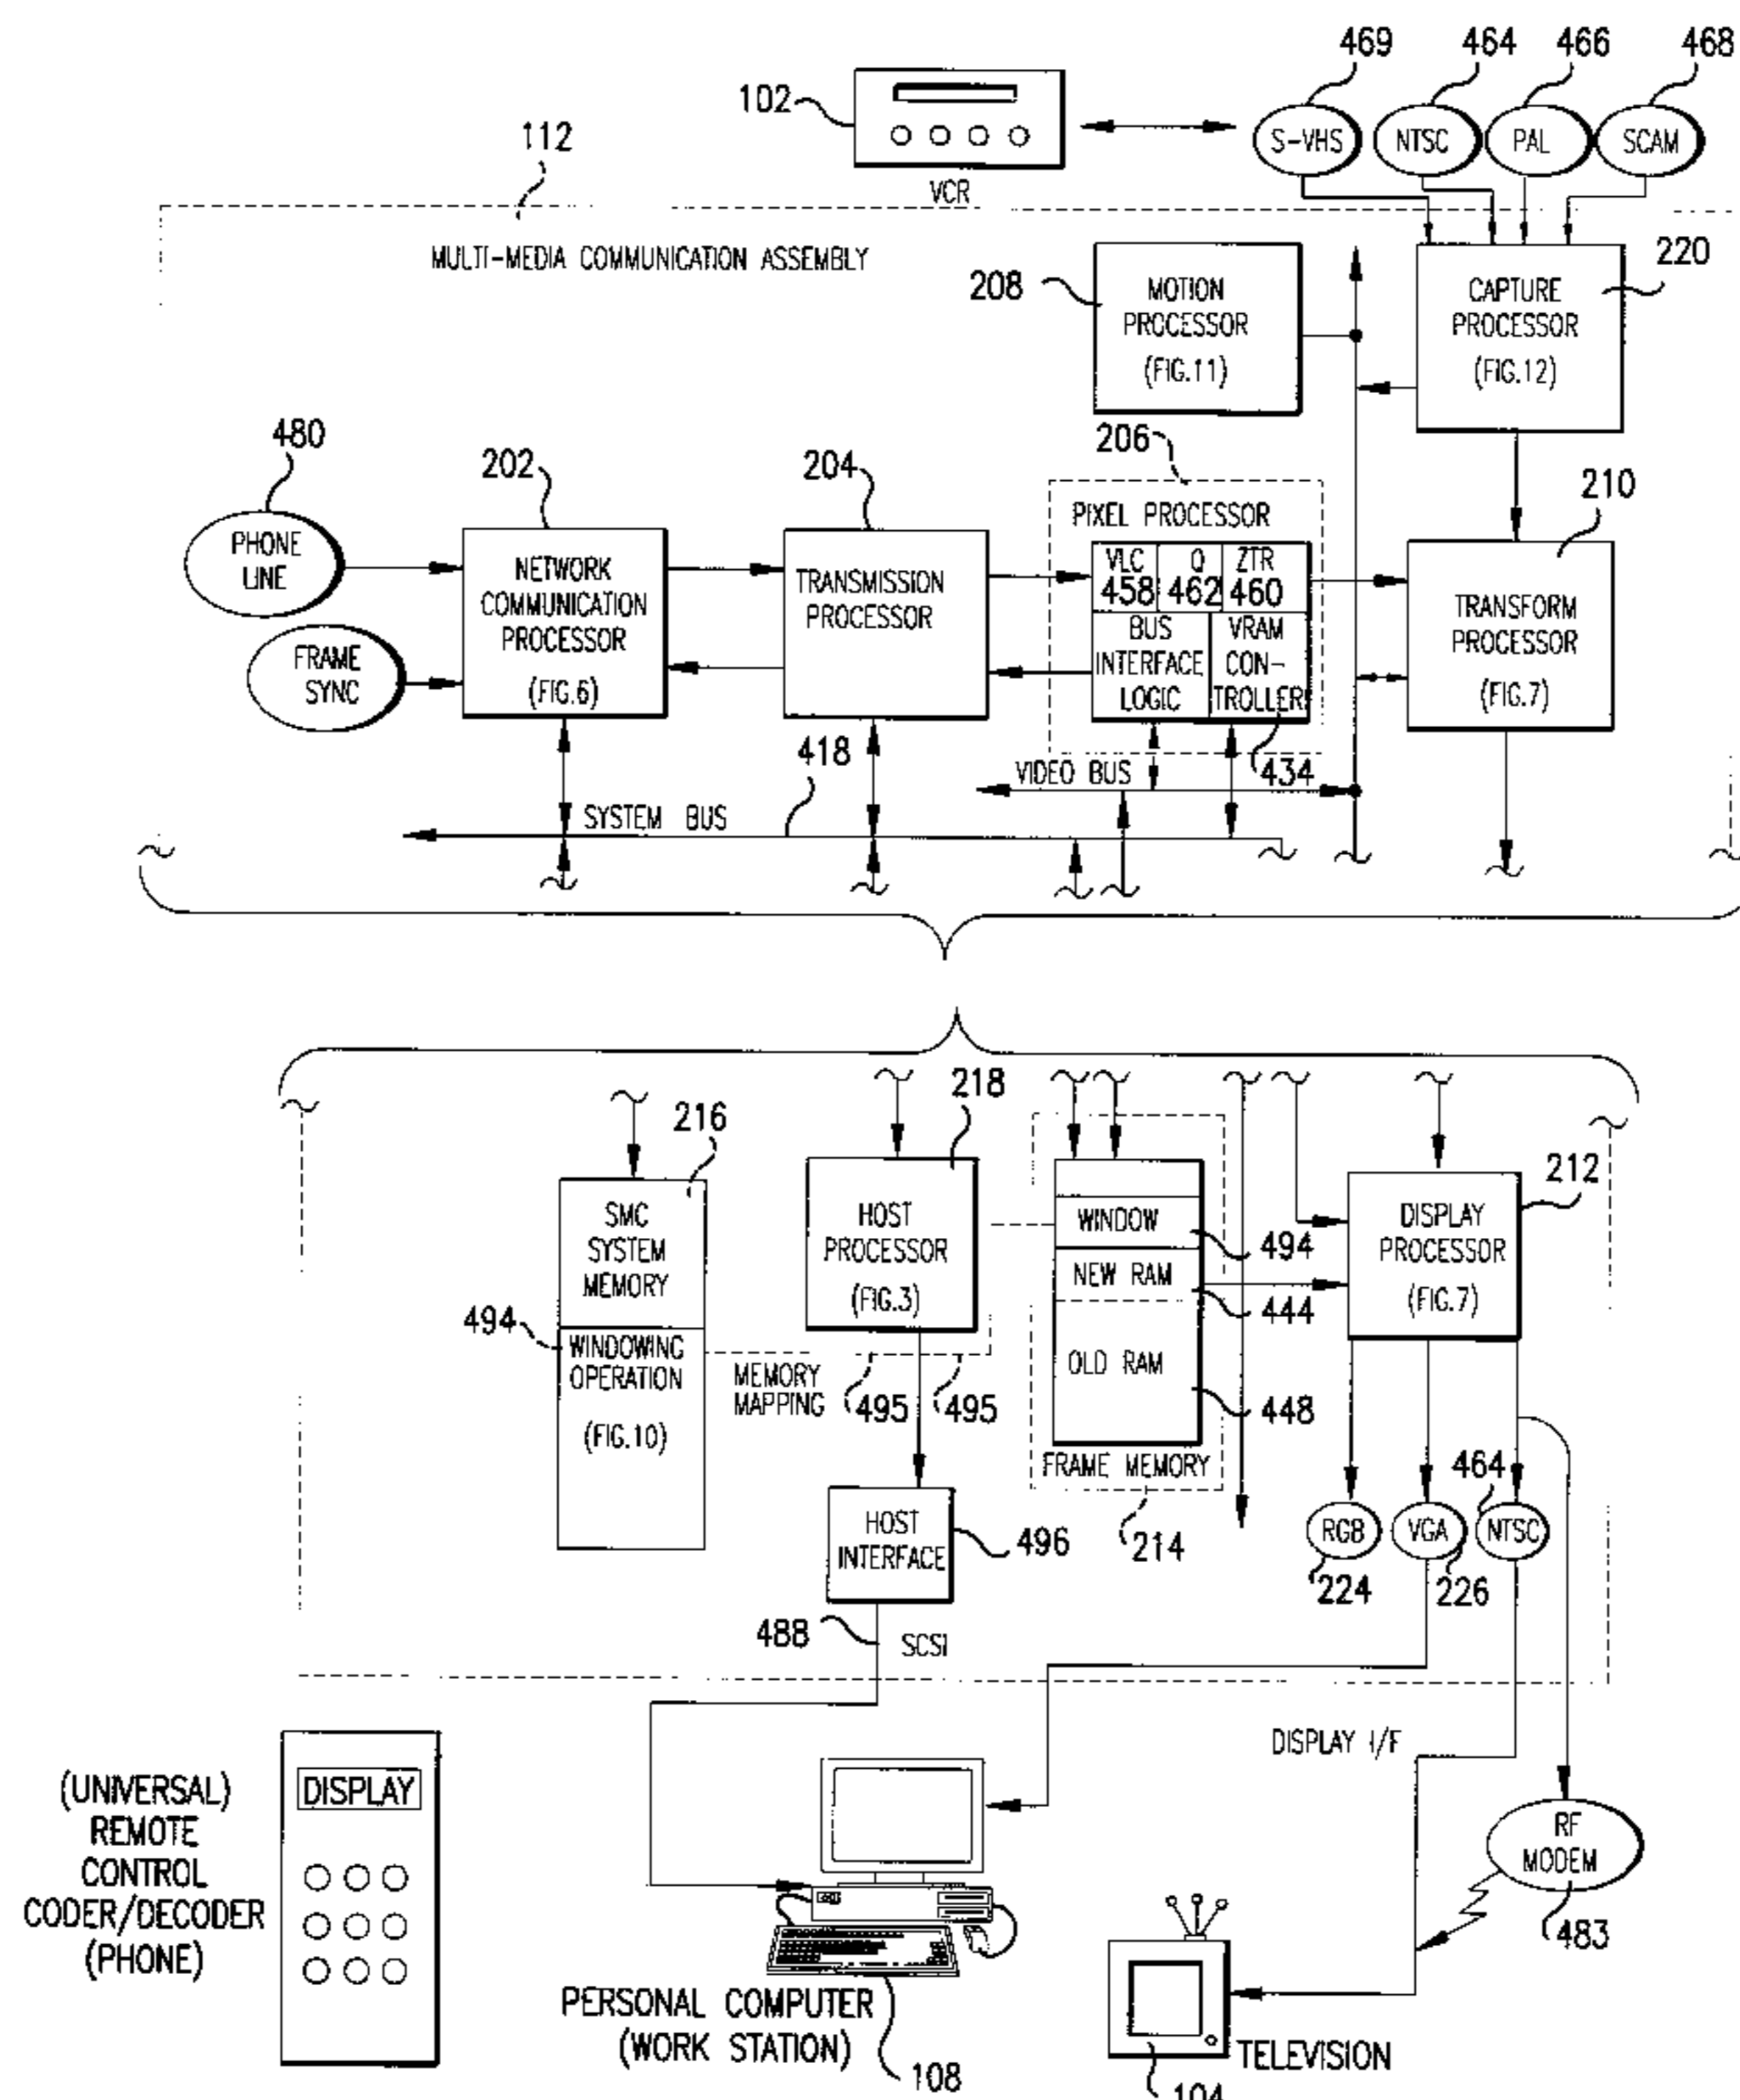 469 464 466 468
102
S-VHS NTSC PAL SCAM
112
VCR
MULTI-MEDIA COMMUNICATION ASSEMBLY
220
208
MOTION
PROCESSOR
(FIG.11)
CAPTURE
PROCESSOR
(FIG.12)
480
202
204
206
210
PHONE
LINE
FRAME
SYNC
NETWORK
COMMUNICATION
PROCESSOR
(FIG.6)
TRANSMISSION
PROCESSOR
PIXEL PROCESSOR
VLC Q ZTR
458 462 460
BUS
INTERFACE
LOGIC
VRAM
CON-
TROLLER
TRANSFORM
PROCESSOR
(FIG.7)
418
VIDEO BUS
434
SYSTEM BUS
216
218
212
SMC
SYSTEM
MEMORY
494
WINDOWING
OPERATION
(FIG.10)
HOST
PROCESSOR
(FIG.3)
MEMORY
MAPPING
495
495
WINDOW
494
NEW RAM
444
OLD RAM
448
FRAME MEMORY
214
DISPLAY
PROCESSOR
(FIG.7)
HOST
INTERFACE
496
464
RGB VGA NTSC
224 226
488
SCSI
DISPLAY I/F
(UNIVERSAL)
REMOTE
CONTROL
CODER/DECODER
(PHONE)
DISPLAY
RF
MODEM
483
PERSONAL COMPUTER
(WORK STATION)
108
TELEVISION
104